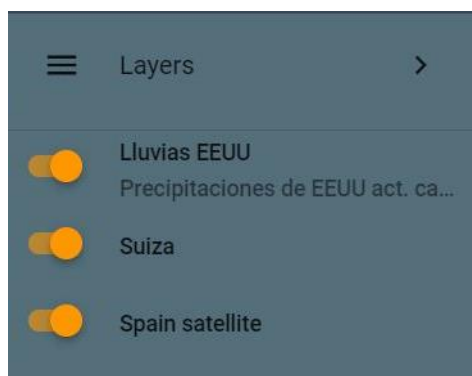 Layers
Lluvias EEUU
Precipitaciones de EEUU act. ca...
Suiza
Spain satellite